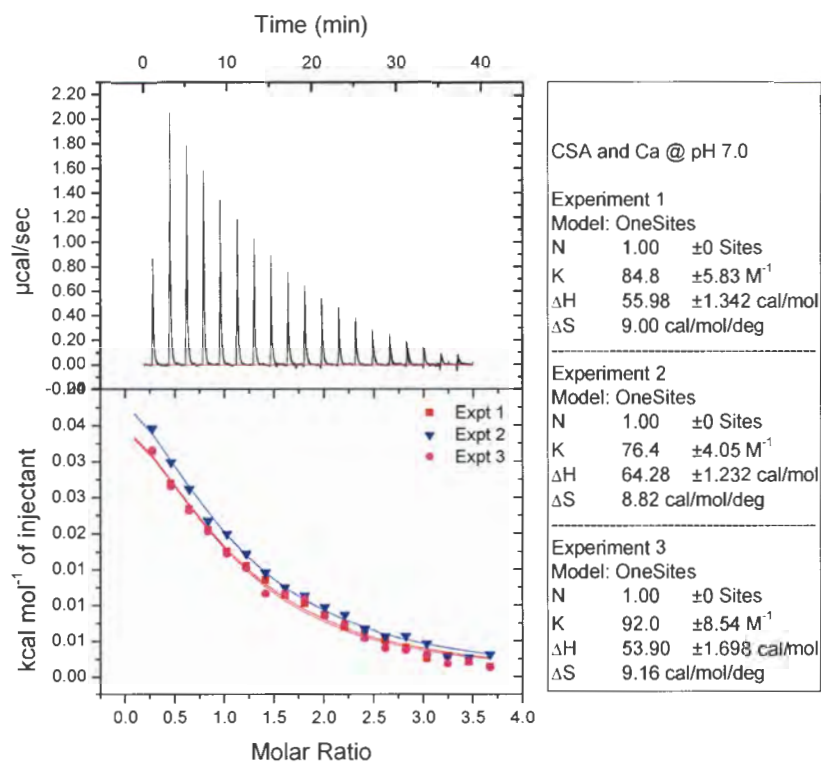 Time (min)
0 10 20 30 40
2.20
2.00
1.80
1.60
1.40
1.20
1.00
0.80
0.60
0.40
0.20
0.00
-0.20
µcal/sec
0.04
0.04
0.03
0.03
0.02
0.02
0.01
0.01
0.00
kcal mol⁻¹ of injectant
Expt 1
Expt 2
Expt 3
0.0 0.5 1.0 1.5 2.0 2.5 3.0 3.5 4.0
Molar Ratio
CSA and Ca @ pH 7.0
Experiment 1
Model: OneSites
N 1.00 ±0 Sites
K 84.8 ±5.83 M⁻¹
ΔH 55.98 ±1.342 cal/mol
ΔS 9.00 cal/mol/deg
Experiment 2
Model: OneSites
N 1.00 ±0 Sites
K 76.4 ±4.05 M⁻¹
ΔH 64.28 ±1.232 cal/mol
ΔS 8.82 cal/mol/deg
Experiment 3
Model: OneSites
N 1.00 ±0 Sites
K 92.0 ±8.54 M⁻¹
ΔH 53.90 ±1.698 cal/mol
ΔS 9.16 cal/mol/deg